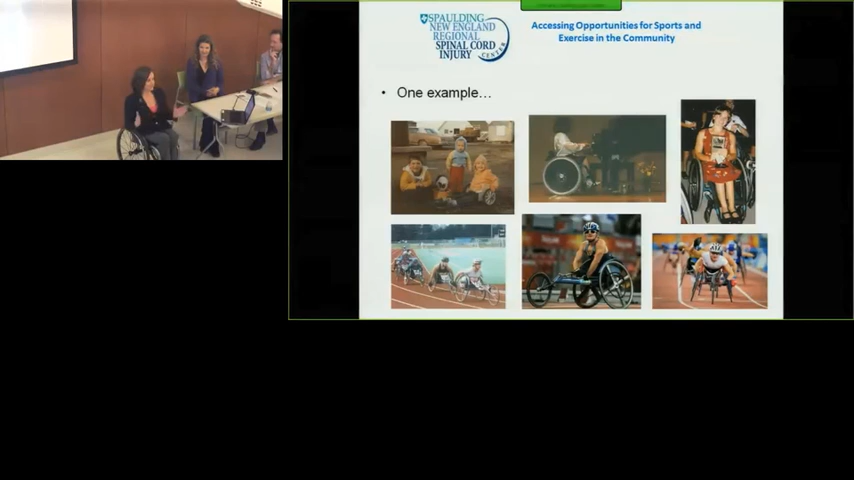 SPAULDING
NEW ENGLAND
REGIONAL
SPINAL CORD
INJURY
CENTER
Accessing Opportunities for Sports and
Exercise in the Community
• One example…